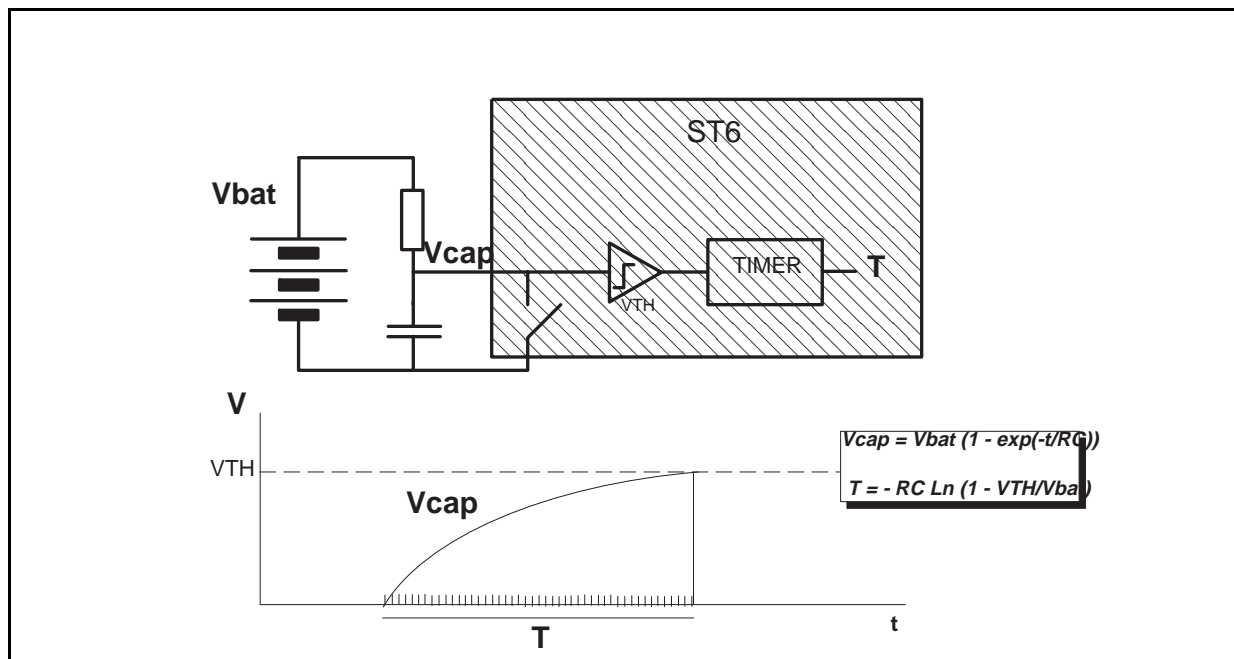 ST6
Vbat
Vcap
TIMER
T
VTH
V
Vcap = Vbat (1 - exp(-t/RC))
VTH
T = - RC Ln (1 - VTH/Vbat)
Vcap
T
t